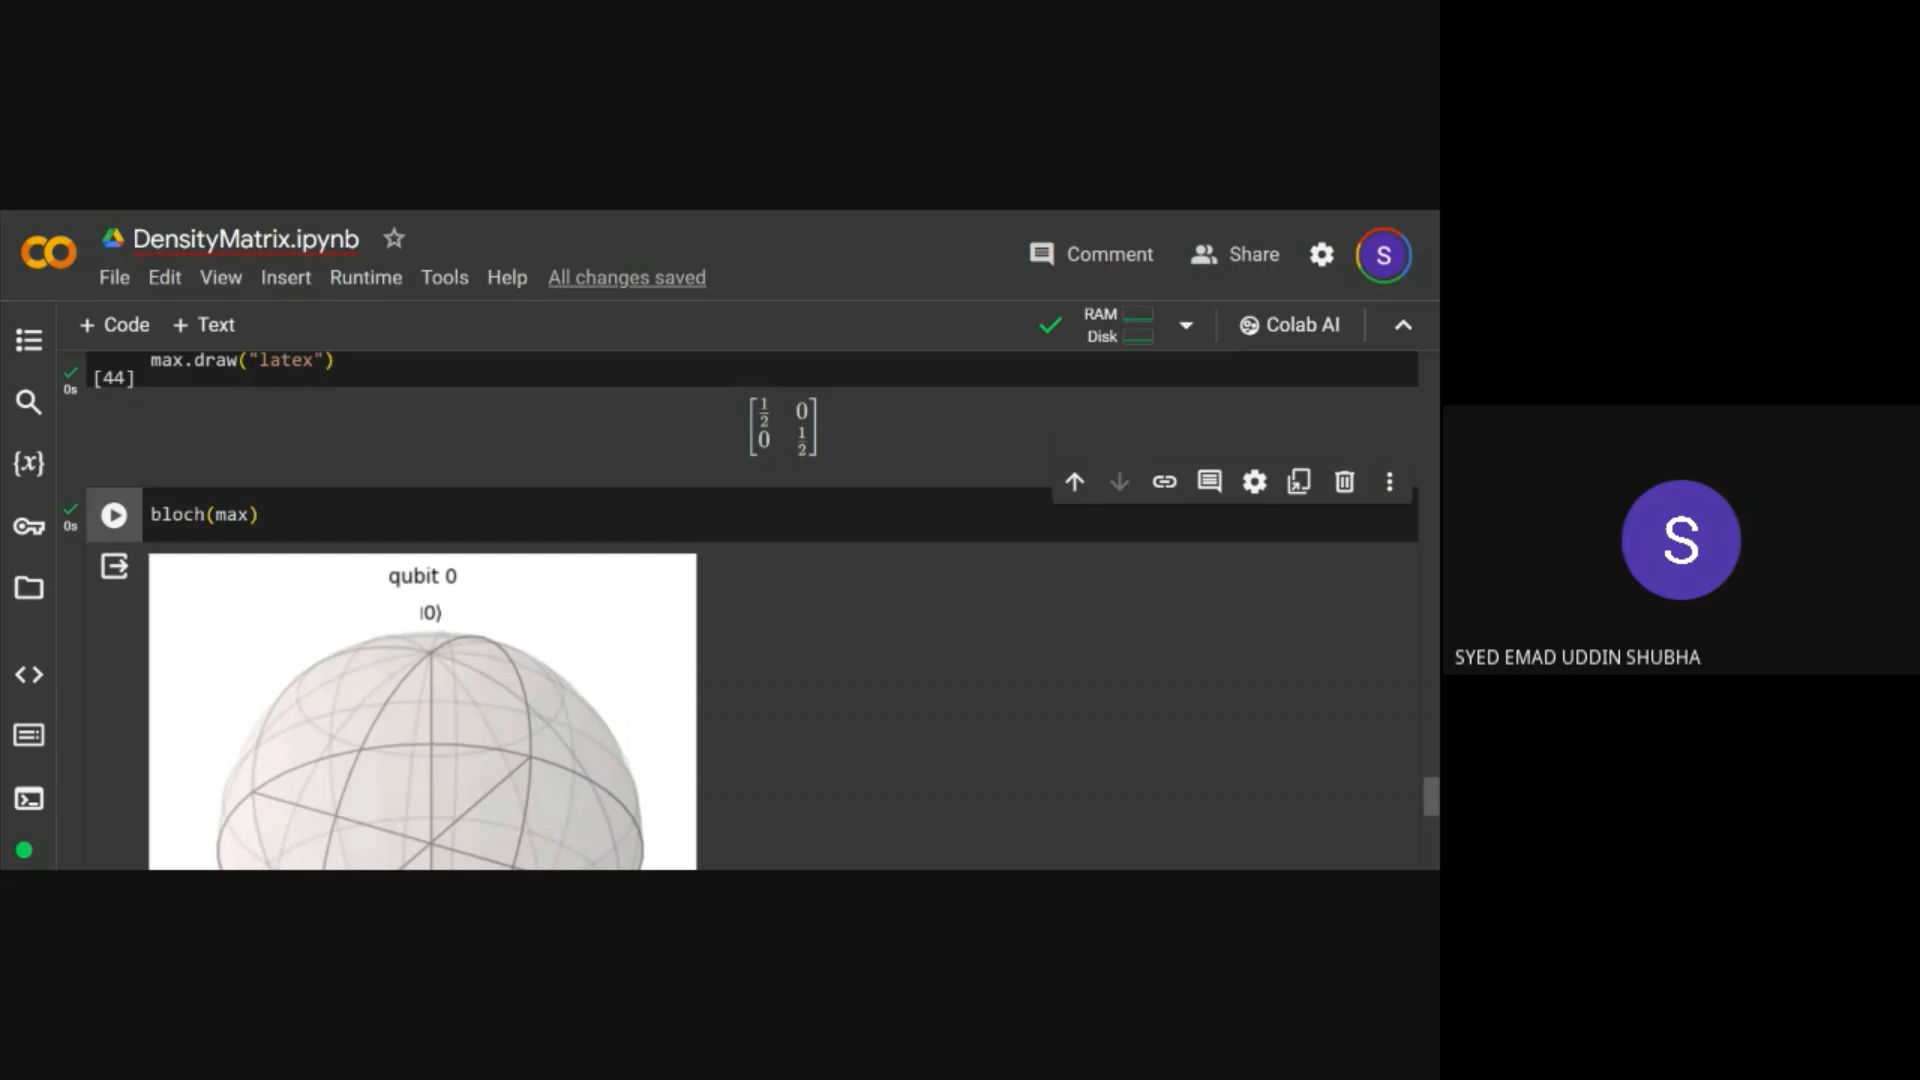 DensityMatrix.ipynb
Comment
Share
S
File Edit View Insert Runtime Tools Help All changes saved
+ Code + Text
RAM
Disk
Colab AI
max.draw("latex")
0s
[44]
1/2 0
0 1/2
{x}
0s
bloch(max)
qubit 0
|0⟩
S
SYED EMAD UDDIN SHUBHA